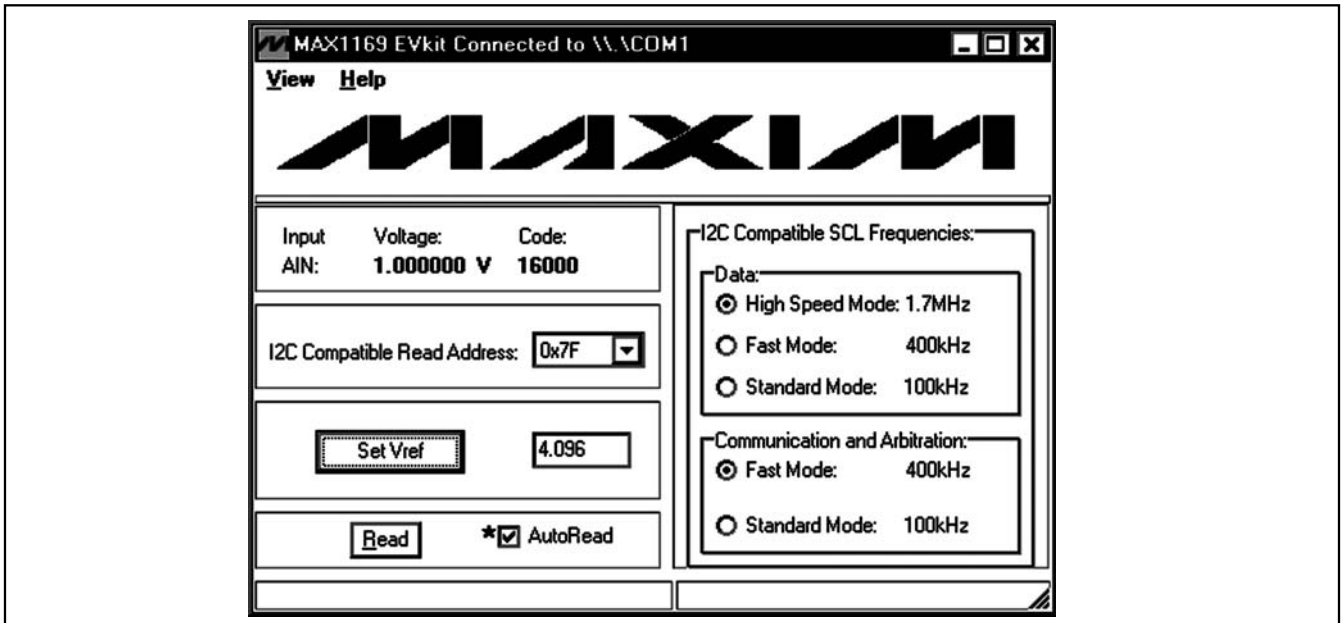 MAX1169 EVkit Connected to \\.\COM1
View Help
MAXIM
Input Voltage: Code:
AIN: 1.000000 V 16000
I2C Compatible Read Address: 0x7F
Set Vref 4.096
Read *AutoRead
I2C Compatible SCL Frequencies:
Data:
High Speed Mode: 1.7MHz
Fast Mode: 400kHz
Standard Mode: 100kHz
Communication and Arbitration:
Fast Mode: 400kHz
Standard Mode: 100kHz